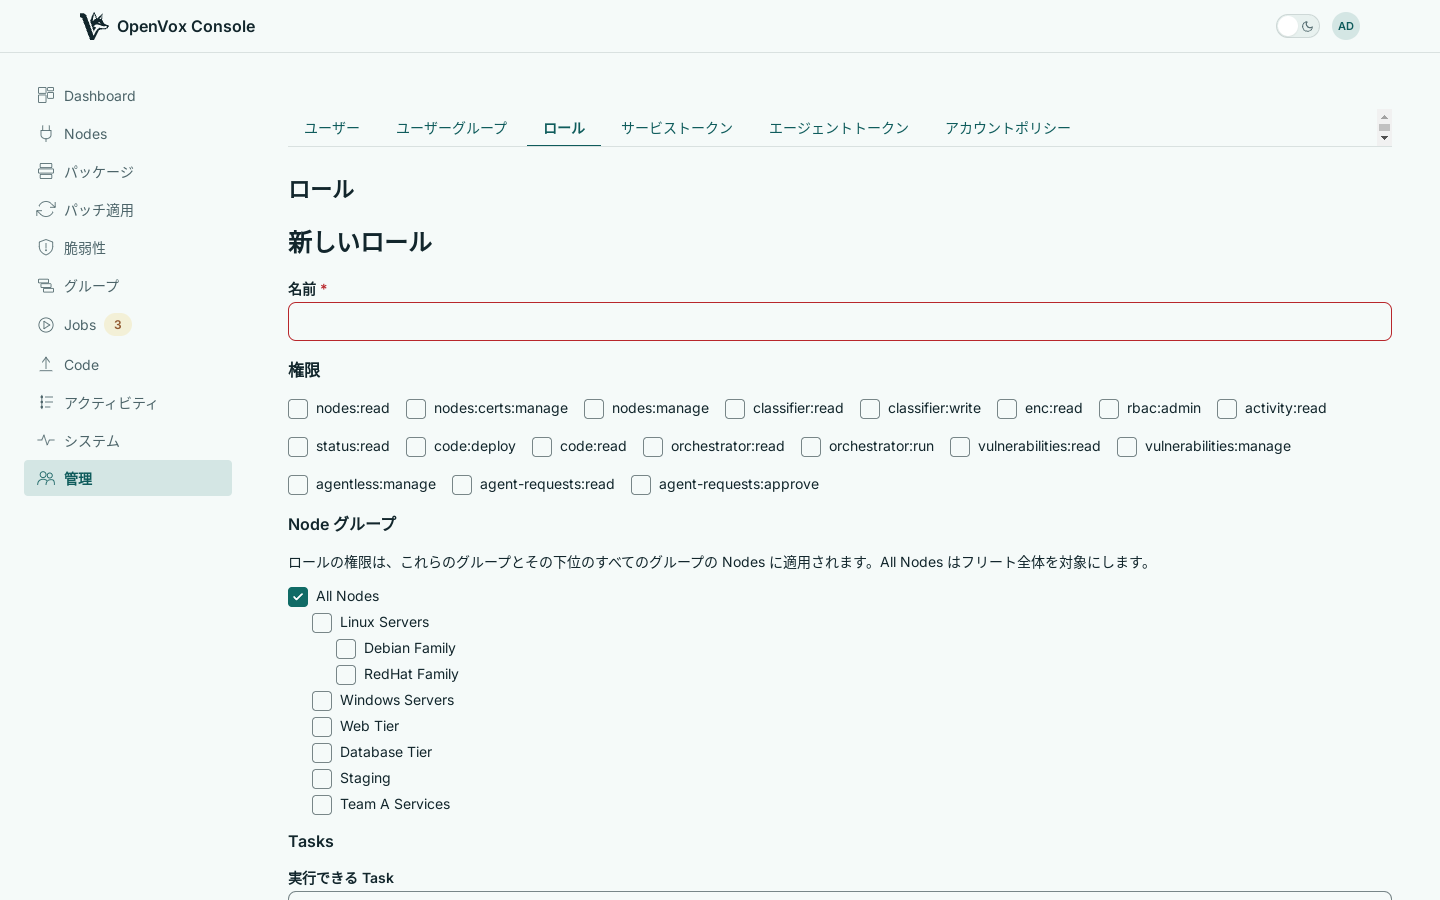 OpenVox Console
AD
Dashboard
Nodes
パッケージ
パッチ適用
脆弱性
グループ
Jobs 3
Code
アクティビティ
システム
管理
ユーザー ユーザーグループ ロール サービストークン エージェントトークン アカウントポリシー
ロール
新しいロール
名前 *
権限
nodes:read nodes:certs:manage nodes:manage classifier:read classifier:write enc:read rbac:admin activity:read
status:read code:deploy code:read orchestrator:read orchestrator:run vulnerabilities:read vulnerabilities:manage
agentless:manage agent-requests:read agent-requests:approve
Node グループ
ロールの権限は、これらのグループとその下位のすべてのグループの Nodes に適用されます。All Nodes はフリート全体を対象にします。
All Nodes
Linux Servers
Debian Family
RedHat Family
Windows Servers
Web Tier
Database Tier
Staging
Team A Services
Tasks
実行できる Task